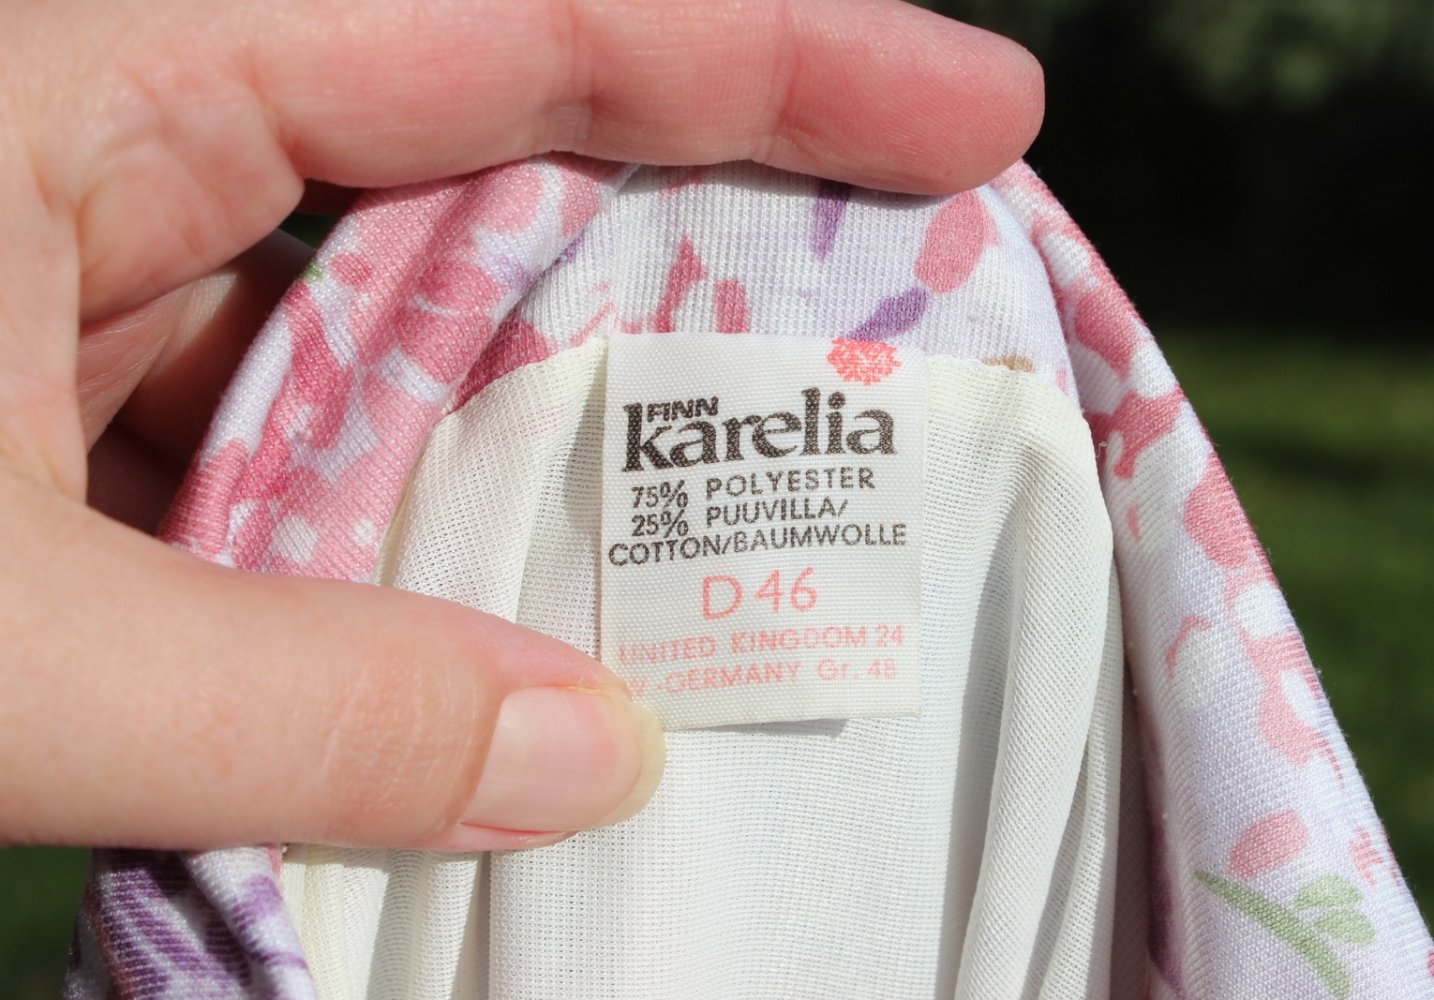 FINN
karelia
75% POLYESTER
25% PUUVILLA/
COTTON/BAUMWOLLE
D 46
UNITED KINGDOM 24
W.-GERMANY Gr. 48